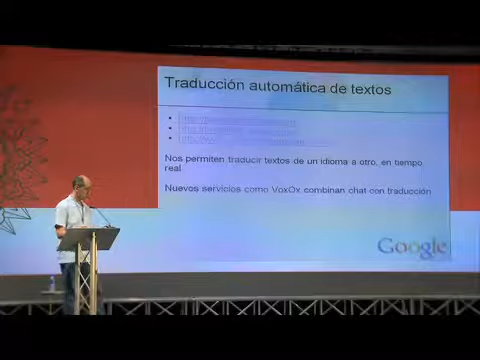 Traducción automática de textos
Nos permiten traducir textos de un idioma a otro, en tiempo
real.
Nuevos servicios como VoxOx combinan chat con traducción
Google